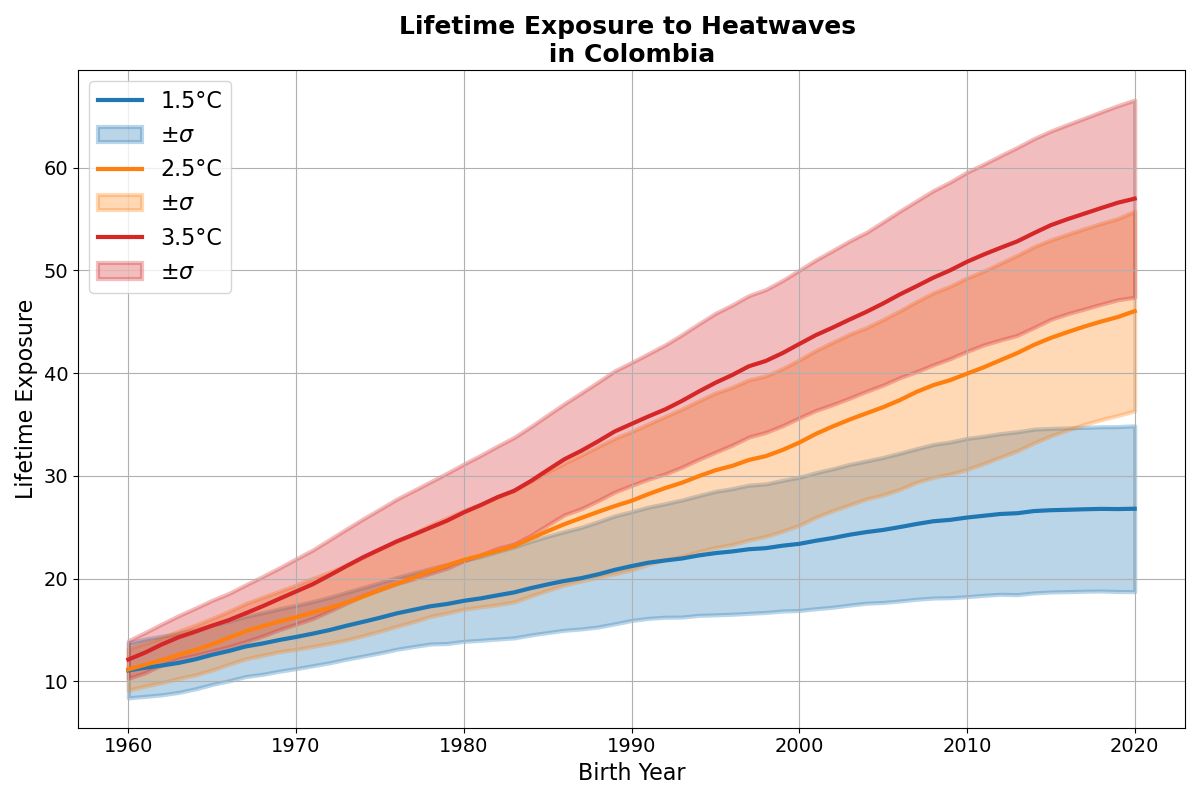 Lifetime Exposure to Heatwaves
in Colombia
1.5°C
±σ
2.5°C
±σ
3.5°C
±σ
Lifetime Exposure
60
50
40
30
20
10
1960 1970 1980 1990 2000 2010 2020
Birth Year